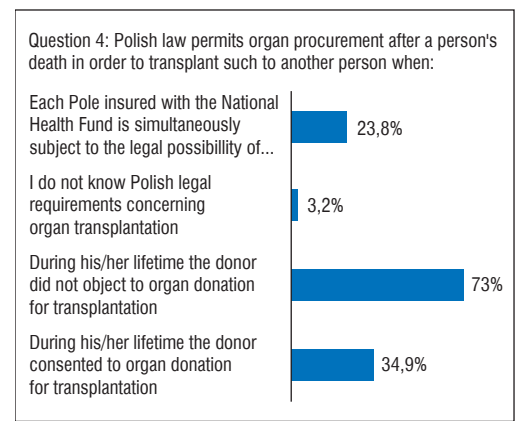 Question 4: Polish law permits organ procurement after a person's
death in order to transplant such to another person when:
Each Pole insured with the National
Health Fund is simultaneously
subject to the legal possibillity of...
23,8%
I do not know Polish legal
requirements concerning
organ transplantation
3,2%
During his/her lifetime the donor
did not object to organ donation
for transplantation
73%
During his/her lifetime the donor
consented to organ donation
for transplantation
34,9%